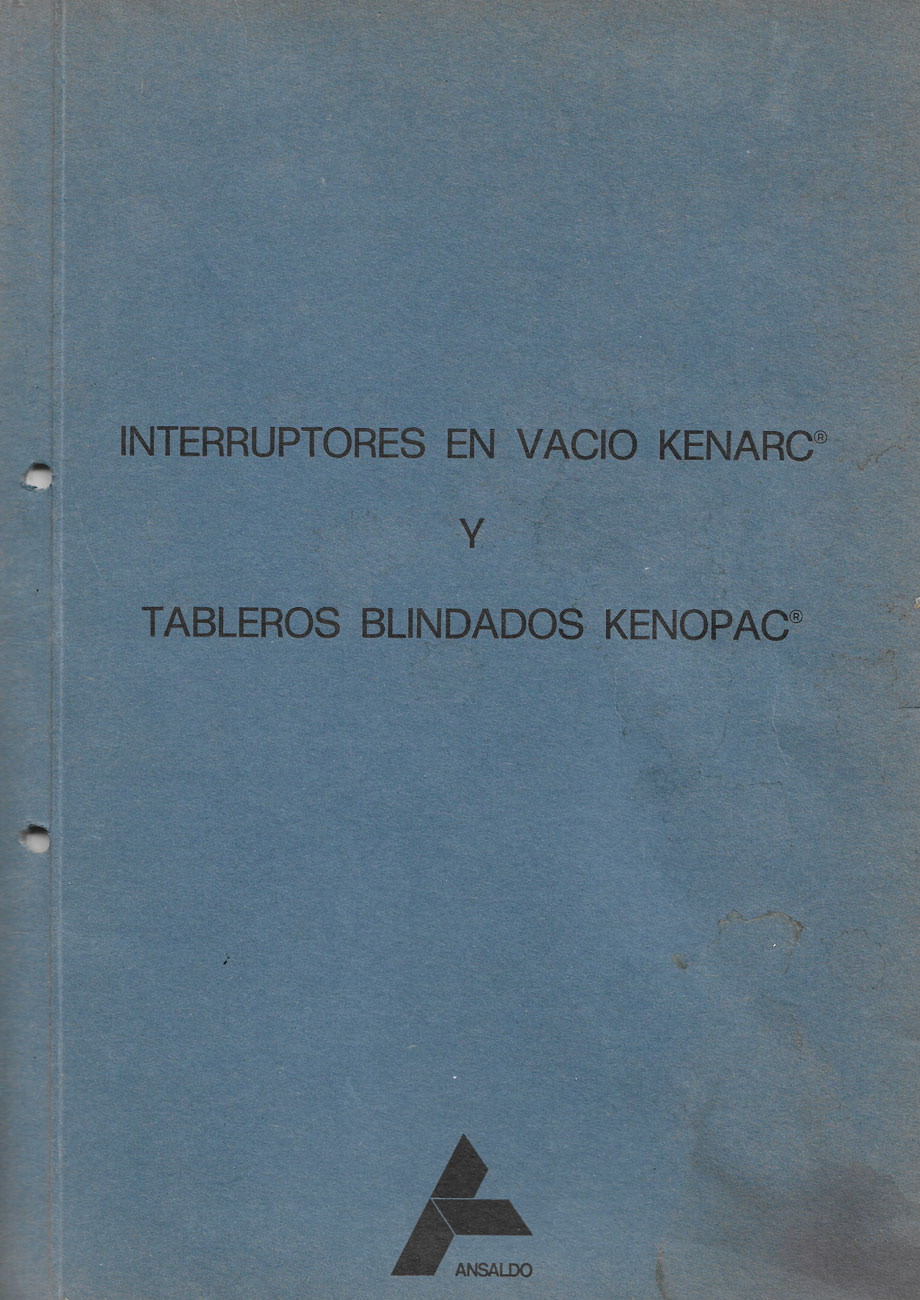 INTERRUPTORES EN VACIO KENARC®
Y
TABLEROS BLINDADOS KENOPAC®
ANSALDO